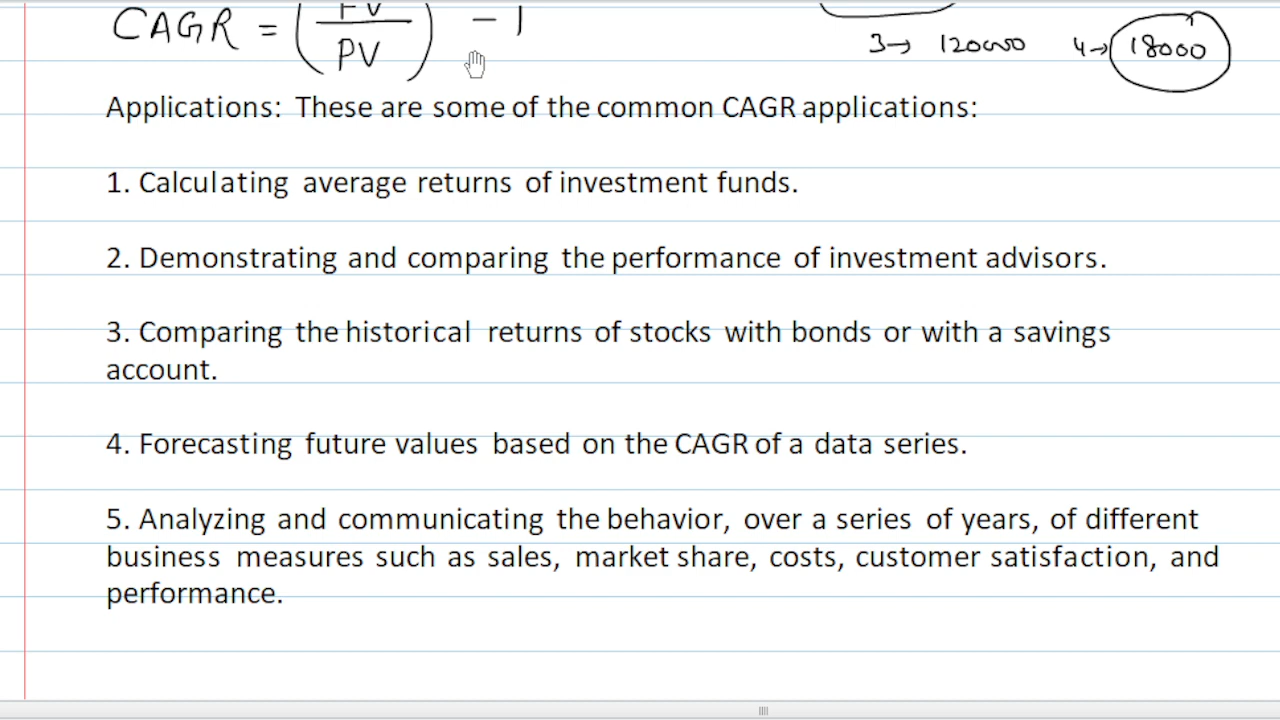 CAGR = (FV/PV) - 1
3→ 120000 4→ 18000
Applications: These are some of the common CAGR applications:
1. Calculating average returns of investment funds.
2. Demonstrating and comparing the performance of investment advisors.
3. Comparing the historical returns of stocks with bonds or with a savings
account.
4. Forecasting future values based on the CAGR of a data series.
5. Analyzing and communicating the behavior, over a series of years, of different
business measures such as sales, market share, costs, customer satisfaction, and
performance.